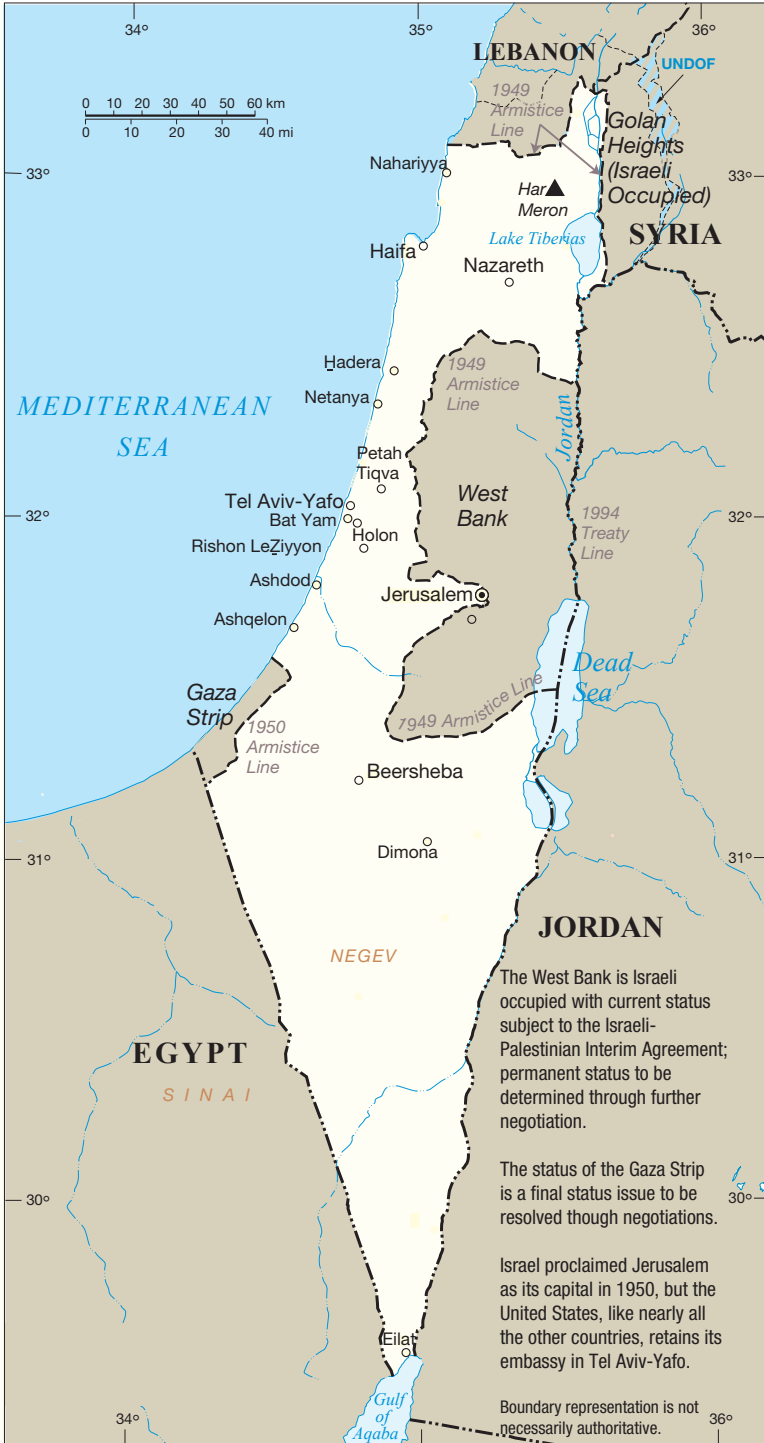 34°
35°
36°
LEBANON
UNDOF
0 10 20 30 40 50 60 km
0 10 20 30 40 mi
1949
Armistice
Line
Golan
Heights
(Israeli
Occupied)
33°
Nahariyya
33°
Har
Meron
Lake Tiberias
SYRIA
Haifa
Nazareth
Hadera
1949
Armistice
Line
Netanya
MEDITERRANEAN
SEA
Jordan
Petah
Tiqva
Tel Aviv-Yafo
West
Bank
32°
Bat Yam
1994
Treaty
Line
32°
Holon
Rishon LeẔiyyon
Ashdod
Jerusalem
Ashqelon
Dead
Sea
Gaza
Strip
1949 Armistice Line
1950
Armistice
Line
Beersheba
31°
Dimona
31°
JORDAN
NEGEV
The West Bank is Israeli
occupied with current status
subject to the Israeli-
Palestinian Interim Agreement;
permanent status to be
determined through further
negotiation.
EGYPT
SINAI
The status of the Gaza Strip
is a final status issue to be
resolved though negotiations.
30°
30°
Israel proclaimed Jerusalem
as its capital in 1950, but the
United States, like nearly all
the other countries, retains its
embassy in Tel Aviv-Yafo.
Eilat
Gulf
of
Aqaba
Boundary representation is not
necessarily authoritative.
34°
35°
36°